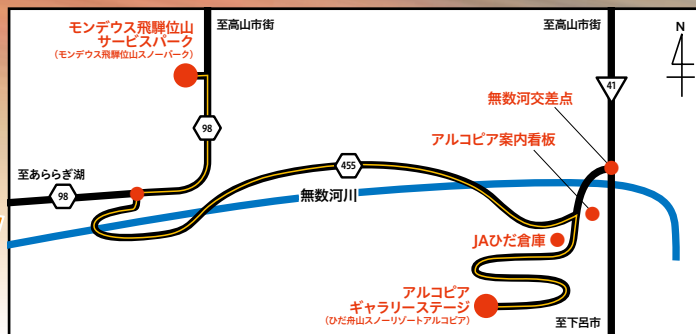 モンデウス飛騨位山
サービスパーク
(モンデウス飛騨位山スノーパーク)
至高山市街
至高山市街
N
41
無数河交差点
アルコピア案内看板
98
455
至あららぎ湖
98
無数河川
JAひだ倉庫
アルコピア
ギャラリーステージ
(ひだ舟山スノーリゾートアルコピア)
至下呂市